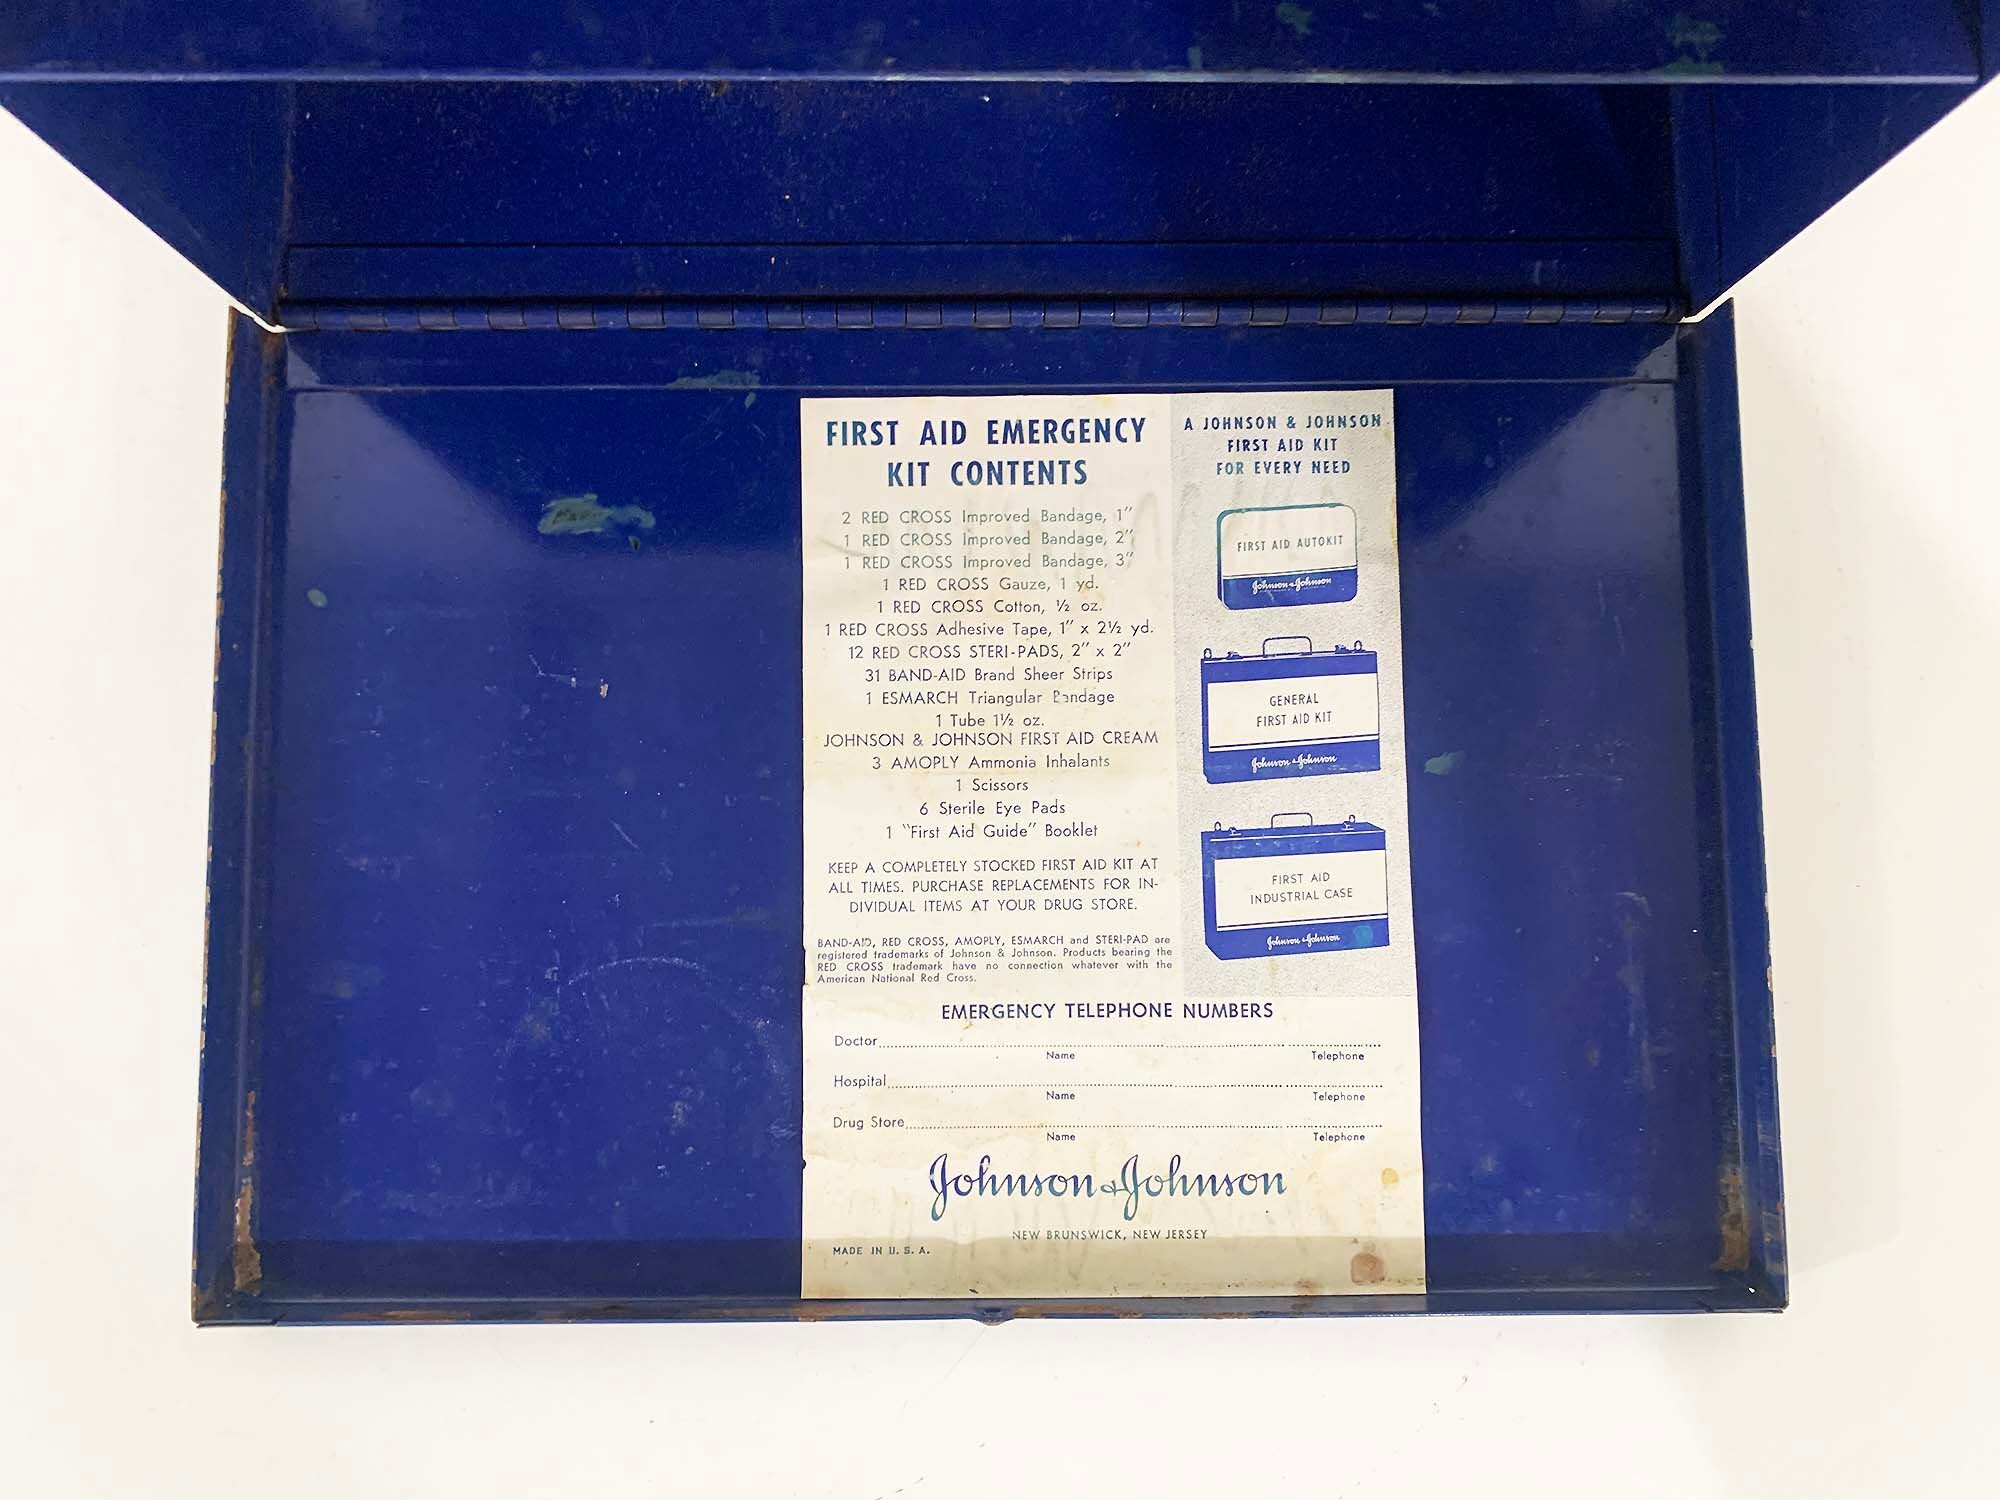 FIRST AID EMERGENCY
KIT CONTENTS
2 RED CROSS Improved Bandage, 1"
1 RED CROSS Improved Bandage, 2"
1 RED CROSS Improved Bandage, 3"
1 RED CROSS Gauze, 1 yd.
1 RED CROSS Cotton, ½ oz.
1 RED CROSS Adhesive Tape, 1" x 2½ yd.
12 RED CROSS STERI-PADS, 2" x 2"
31 BAND-AID Brand Sheer Strips
1 ESMARCH Triangular Bandage
1 Tube 1½ oz.
JOHNSON & JOHNSON FIRST AID CREAM
3 AMOPLY Ammonia Inhalants
1 Scissors
6 Sterile Eye Pads
1 "First Aid Guide" Booklet
KEEP A COMPLETELY STOCKED FIRST AID KIT AT
ALL TIMES. PURCHASE REPLACEMENTS FOR IN-
DIVIDUAL ITEMS AT YOUR DRUG STORE.
BAND-AID, RED CROSS, AMOPLY, ESMARCH and STERI-PAD are
registered trademarks of Johnson & Johnson. Products bearing the
RED CROSS trademark have no connection whatever with the
American National Red Cross.
A JOHNSON & JOHNSON
FIRST AID KIT
FOR EVERY NEED
FIRST AID AUTOKIT
Johnson & Johnson
GENERAL
FIRST AID KIT
Johnson & Johnson
FIRST AID
INDUSTRIAL CASE
Johnson & Johnson
EMERGENCY TELEPHONE NUMBERS
Doctor
Name Telephone
Hospital
Name Telephone
Drug Store
Name Telephone
Johnson & Johnson
NEW BRUNSWICK, NEW JERSEY
MADE IN U. S. A.